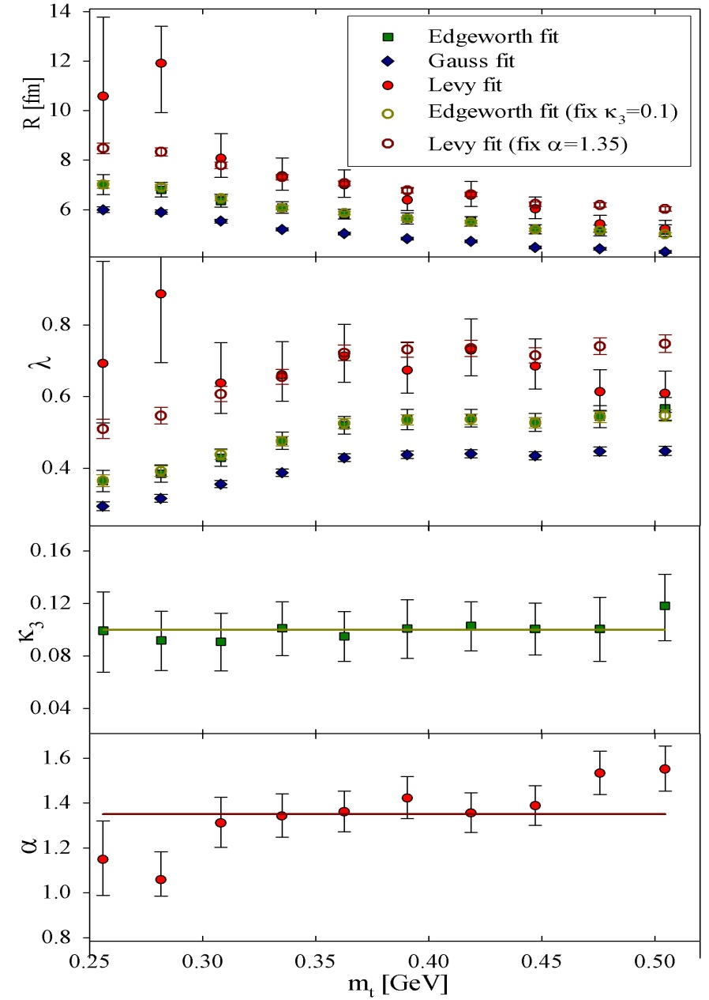 14
12
10
8
6
R [fm]
Edgeworth fit
Gauss fit
Levy fit
Edgeworth fit (fix κ3=0.1)
Levy fit (fix α=1.35)
0.8
0.6
0.4
λ
0.16
0.12
0.08
0.04
κ3
1.6
1.4
1.2
1.0
0.8
α
0.25 0.30 0.35 0.40 0.45 0.50
mt [GeV]